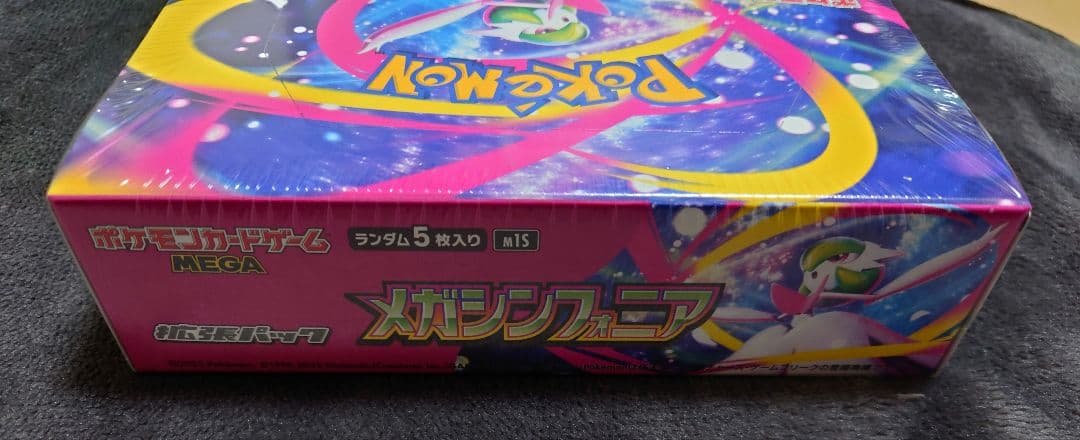 POKéMON
ポケモンカードゲーム
MEGA
ランダム5枚入り
M1S
メガシンフォニア
拡張パック